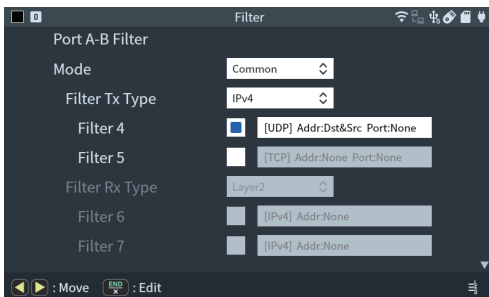 0 Filter
Port A-B Filter
Mode Common
Filter Tx Type IPv4
Filter 4 [UDP] Addr:Dst&Src Port:None
Filter 5 [TCP] Addr:None Port:None
Filter Rx Type Layer2
Filter 6 [IPv4] Addr:None
Filter 7 [IPv4] Addr:None
: Move END × : Edit